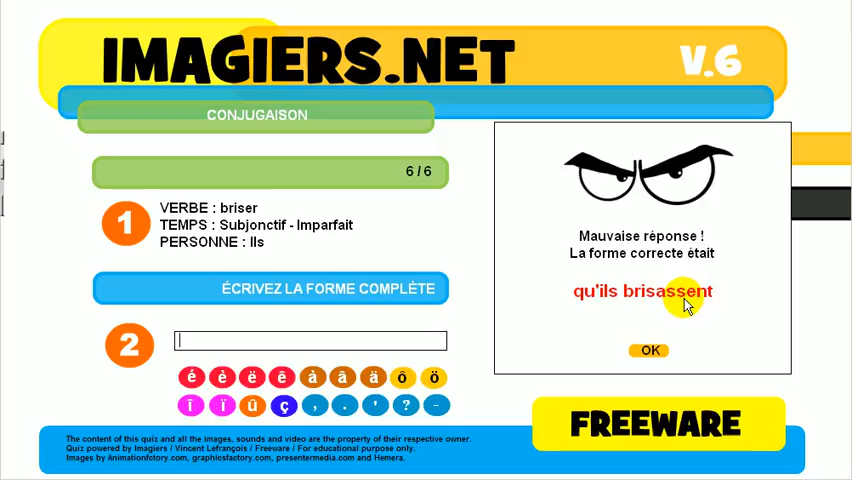 IMAGIERS.NET
V.6
CONJUGAISON
6 / 6
1
VERBE : briser
TEMPS : Subjonctif - Imparfait
PERSONNE : Ils
ÉCRIVEZ LA FORME COMPLÈTE
2
é è ë ê à â ä ô ö
î ï û ç , . ' ? -
Mauvaise réponse !
La forme correcte était
qu'ils brisassent
OK
FREEWARE
The content of this quiz and all the images, sounds and video are the property of their respective owner.
Quiz powered by Imagiers / Vincent Lefrançois / Freeware / For educational purpose only.
Images by Animationfctory.com, graphicsfactory.com, presentermedia.com and Hemera.